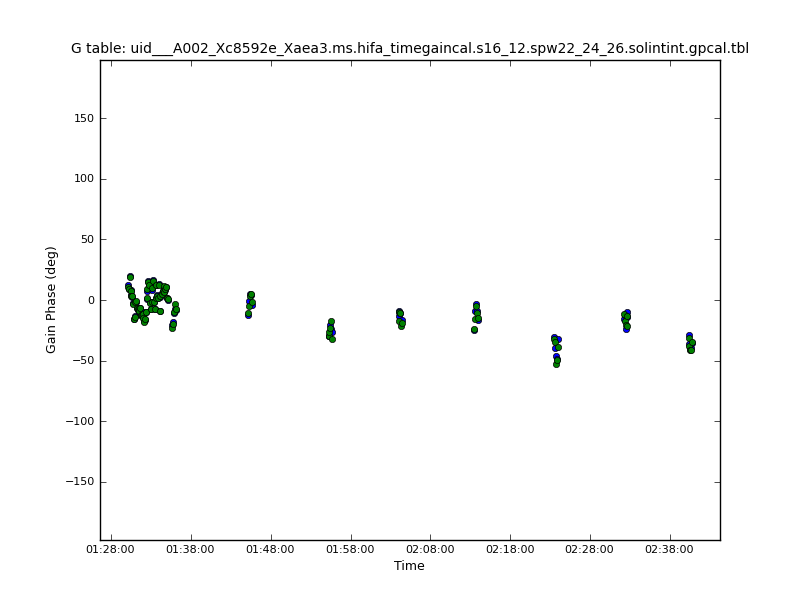 G table: uid___A002_Xc8592e_Xaea3.ms.hifa_timegaincal.s16_12.spw22_24_26.solintint.gpcal.tbl
150
100
50
0
−50
−100
−150
Gain Phase (deg)
01:28:00 01:38:00 01:48:00 01:58:00 02:08:00 02:18:00 02:28:00 02:38:00
Time